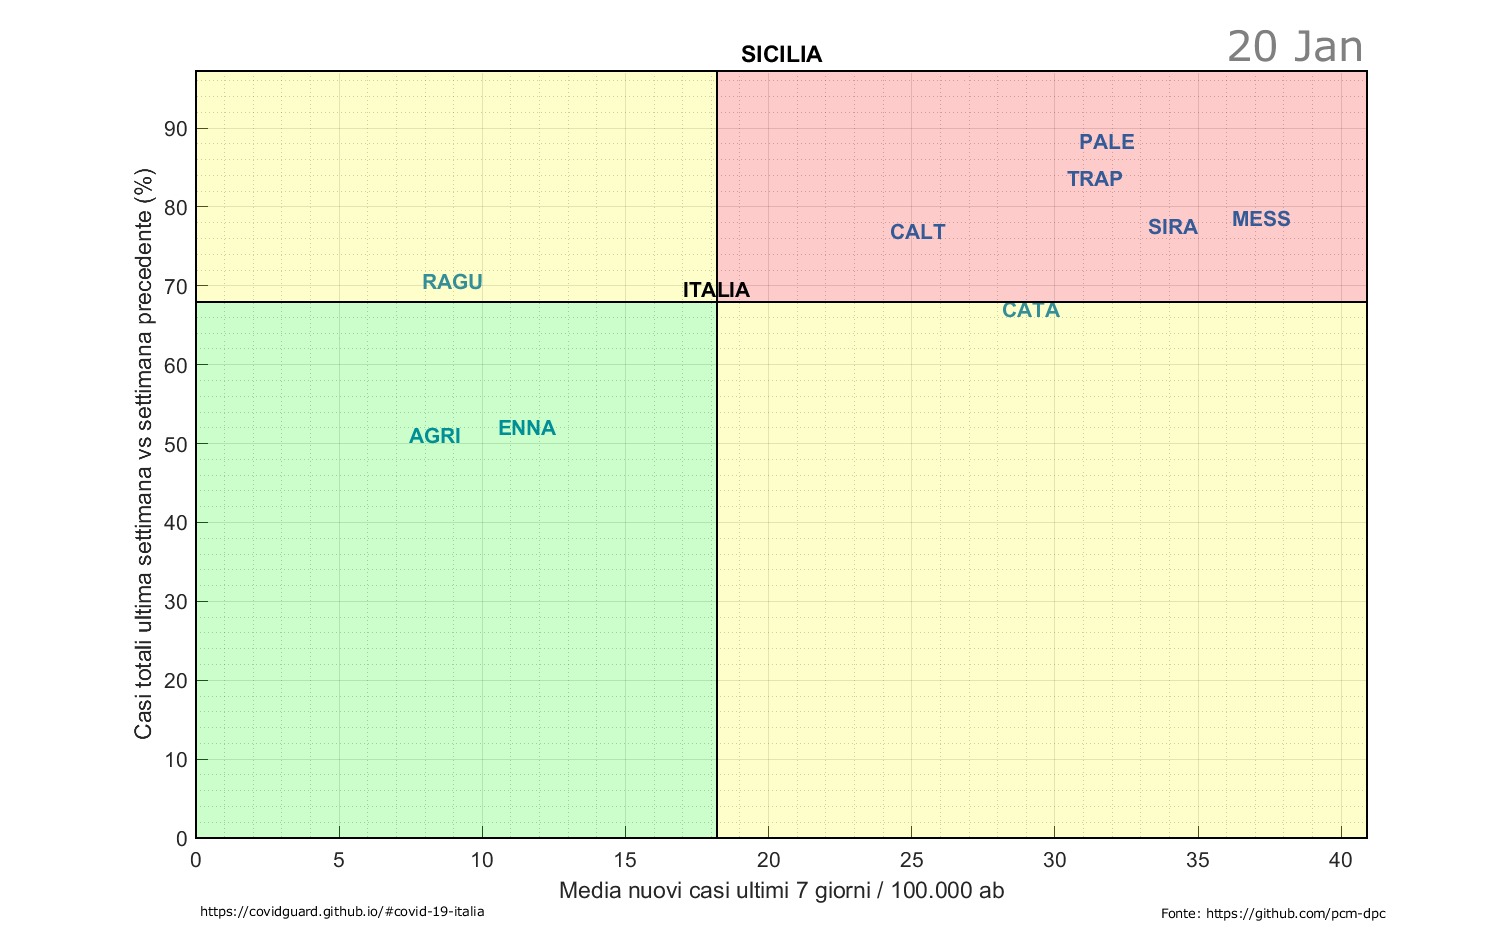 SICILIA
20 Jan
Casi totali ultima settimana vs settimana precedente (%)
90
80
70
60
50
40
30
20
10
0
PALE
TRAP
MESS
SIRA
CALT
RAGU
ITALIA
CATA
ENNA
AGRI
0 5 10 15 20 25 30 35 40
Media nuovi casi ultimi 7 giorni / 100.000 ab
https://covidguard.github.io/#covid-19-italia
Fonte: https://github.com/pcm-dpc